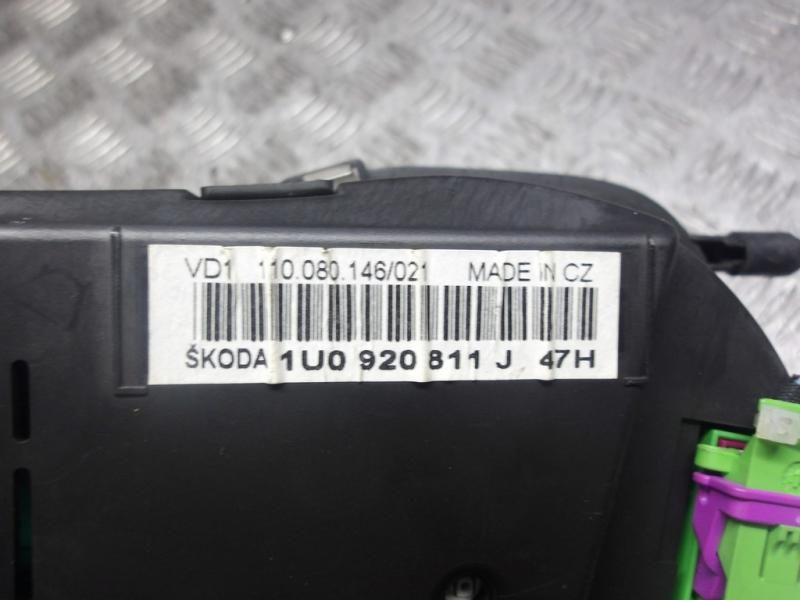 VD1 110.080.146/021 MADE IN CZ
ŠKODA 1U0 920 811 J 47H